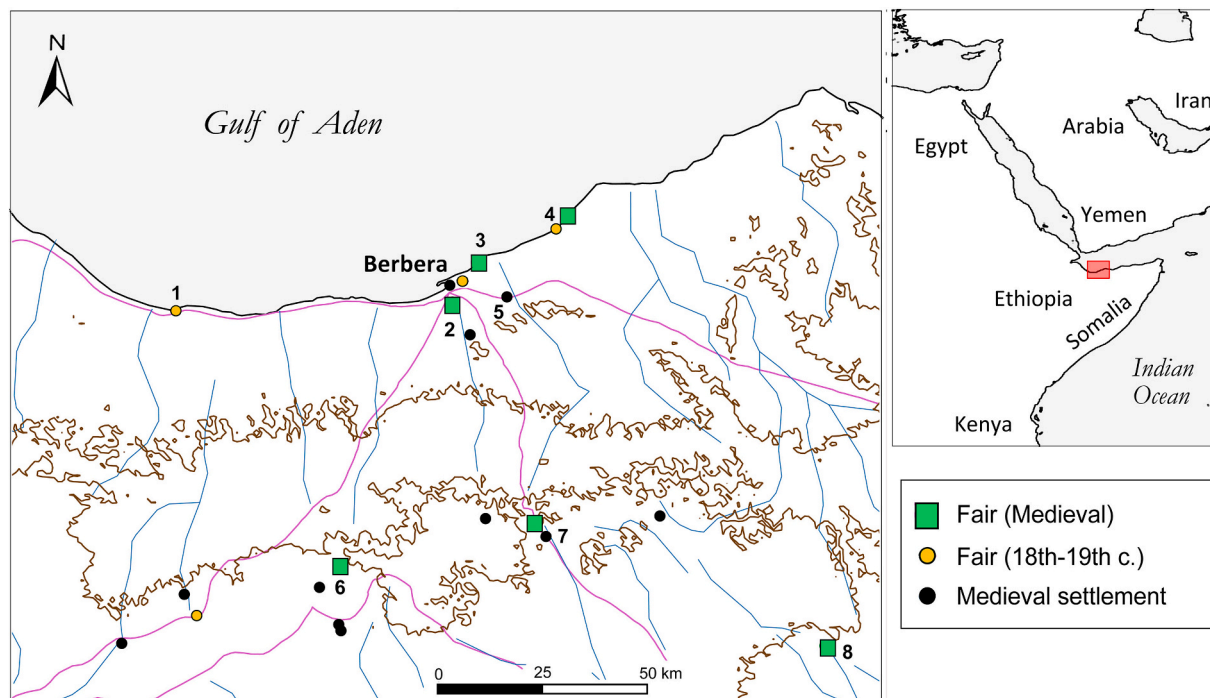 N
Gulf of Aden
4
3
Berbera
1
5
2
7
6
8
0
25
50 km
Iran
Arabia
Egypt
Yemen
Ethiopia
Somalia
Indian
Ocean
Kenya
Fair (Medieval)
Fair (18th-19th c.)
Medieval settlement